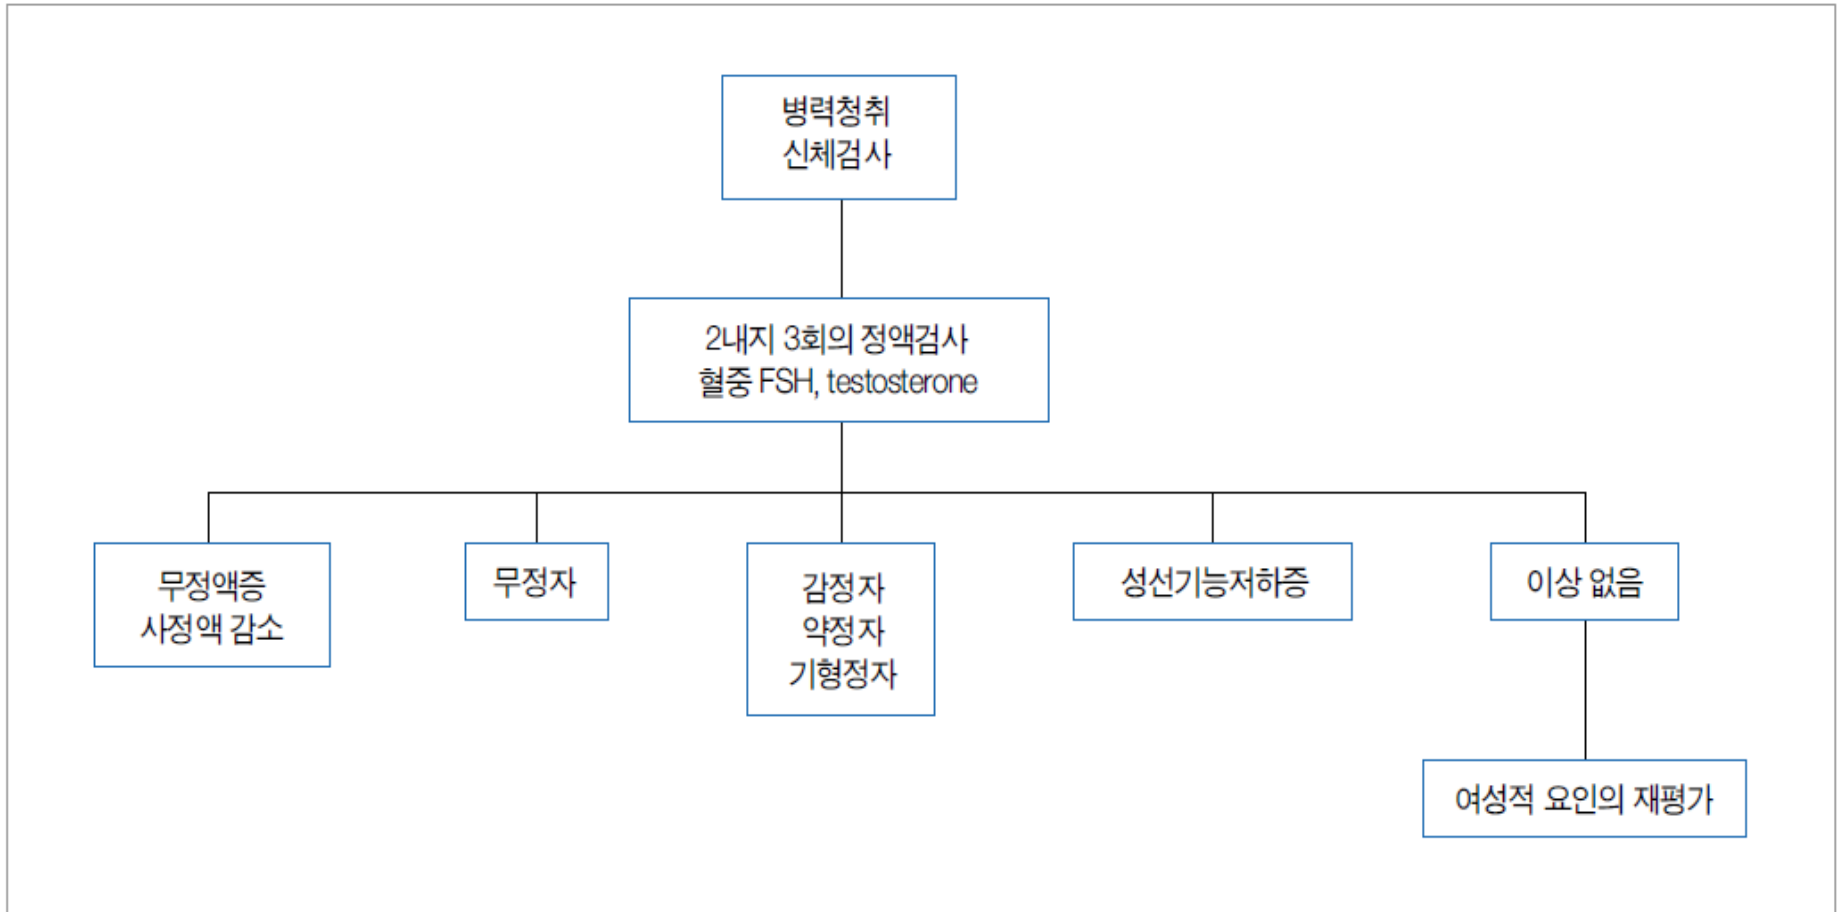 병력청취
신체검사
2내지 3회의 정액검사
혈중 FSH, testosterone
무정액증
사정액 감소
무정자
감정자
약정자
기형정자
성선기능저하증
이상 없음
여성적 요인의 재평가